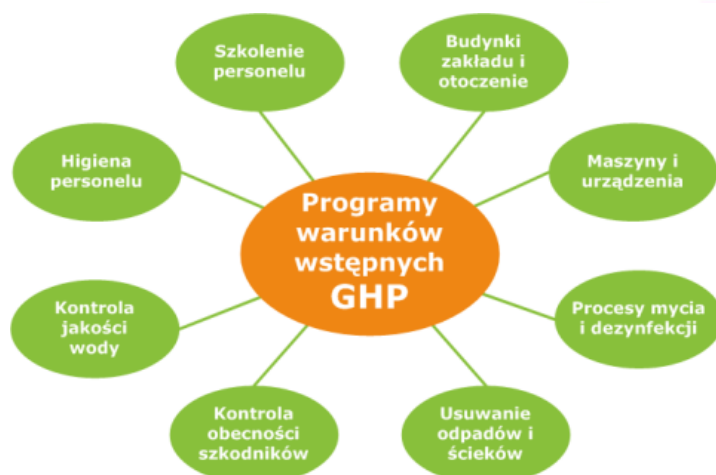 Szkolenie
personelu
Budynki
zakładu i
otoczenie
Higiena
personelu
Maszyny i
urządzenia
Programy
warunków
wstępnych
GHP
Kontrola
jakości
wody
Procesy mycia
i dezynfekcji
Kontrola
obecności
szkodników
Usuwanie
odpadów i
ścieków